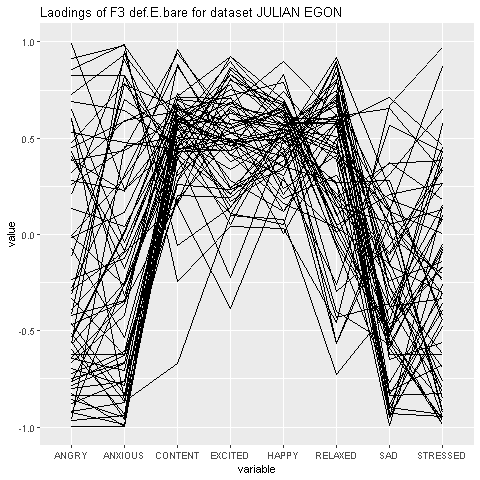 Laodings of F3 def.E.bare for dataset JULIAN EGON
1.0
0.5
0.0
-0.5
-1.0
value
ANGRY ANXIOUS CONTENT EXCITED HAPPY RELAXED SAD STRESSED
variable